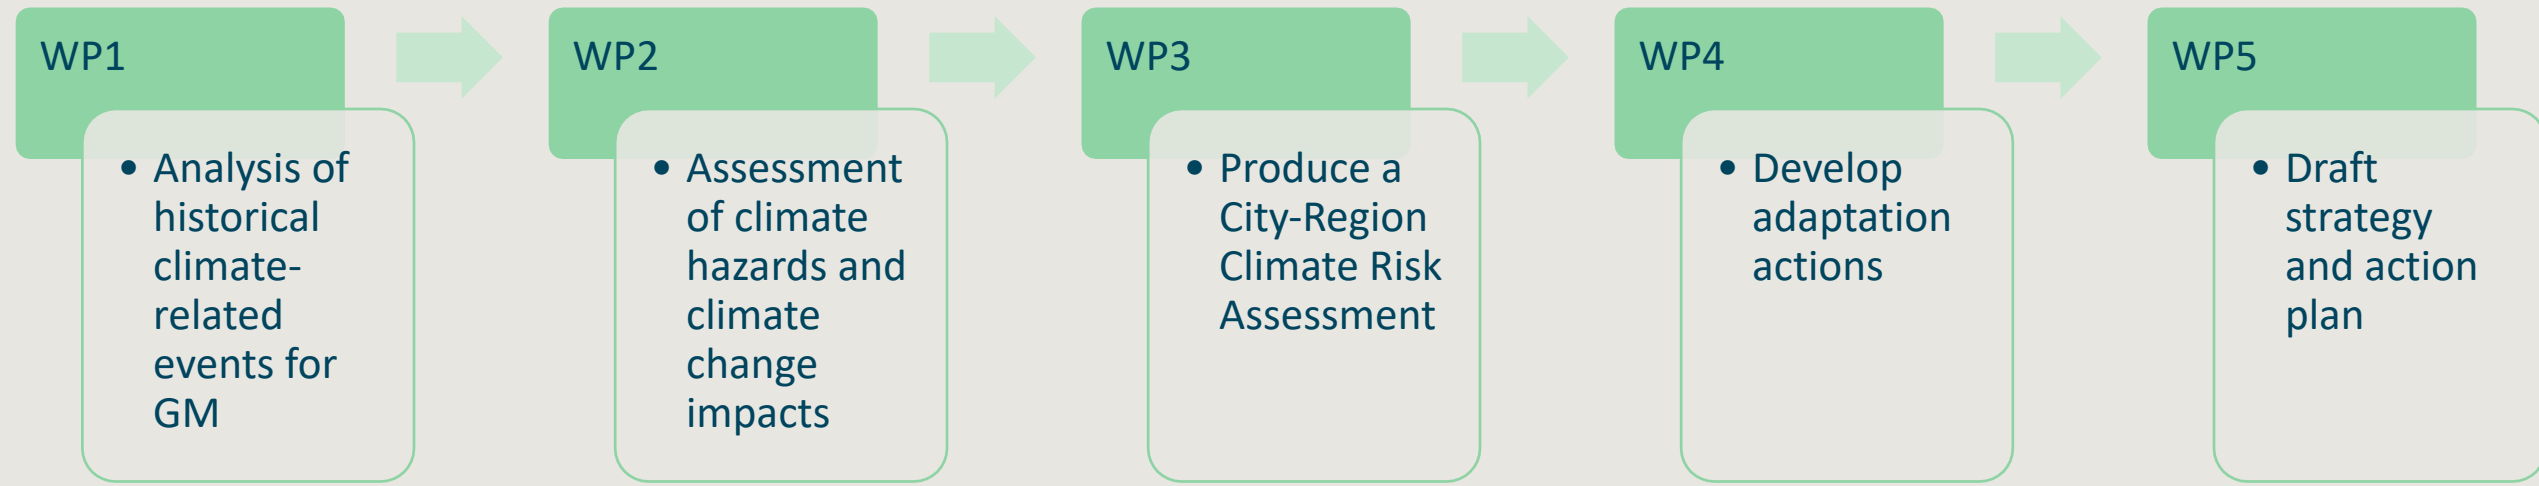 WP1
• Analysis of
historical
climate-
related
events for
GM
WP2
• Assessment
of climate
hazards and
climate
change
impacts
WP3
• Produce a
City-Region
Climate Risk
Assessment
WP4
• Develop
adaptation
actions
WP5
• Draft
strategy
and action
plan